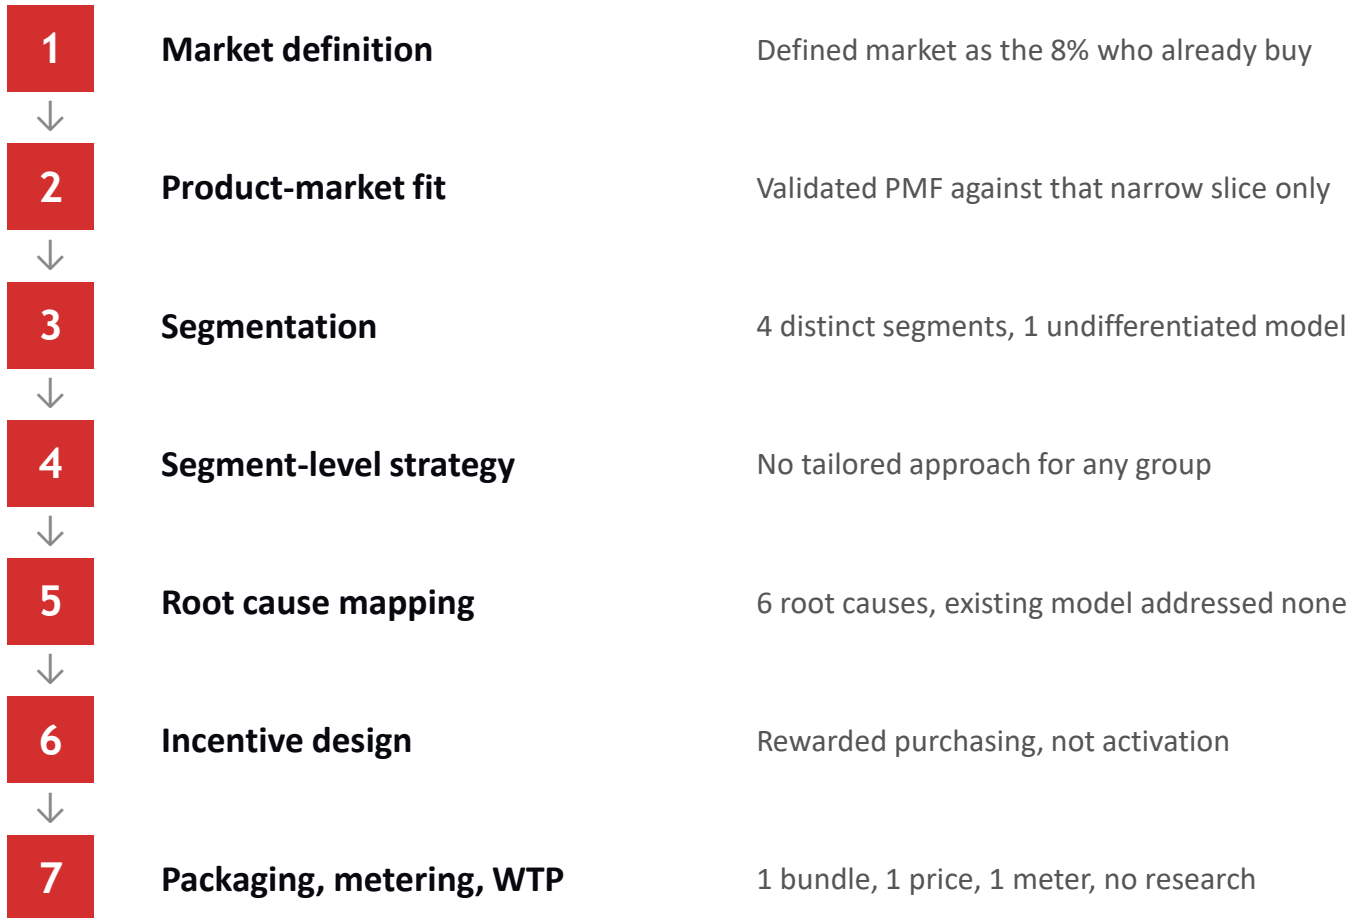 1 Market definition Defined market as the 8% who already buy
↓
2 Product-market fit Validated PMF against that narrow slice only
↓
3 Segmentation 4 distinct segments, 1 undifferentiated model
↓
4 Segment-level strategy No tailored approach for any group
↓
5 Root cause mapping 6 root causes, existing model addressed none
↓
6 Incentive design Rewarded purchasing, not activation
↓
7 Packaging, metering, WTP 1 bundle, 1 price, 1 meter, no research